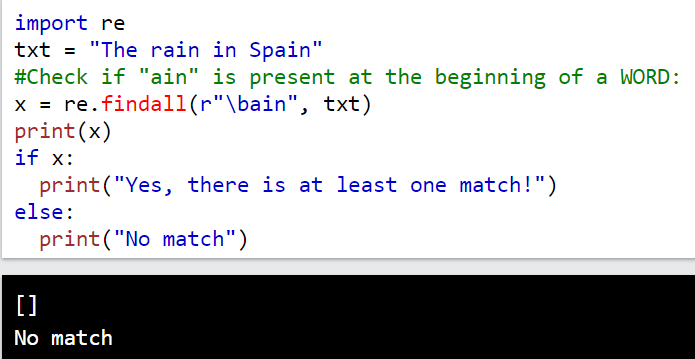 import re
txt = "The rain in Spain"
#Check if "ain" is present at the beginning of a WORD:
x = re.findall(r"\bain", txt)
print(x)
if x:
  print("Yes, there is at least one match!")
else:
  print("No match")
[]
No match